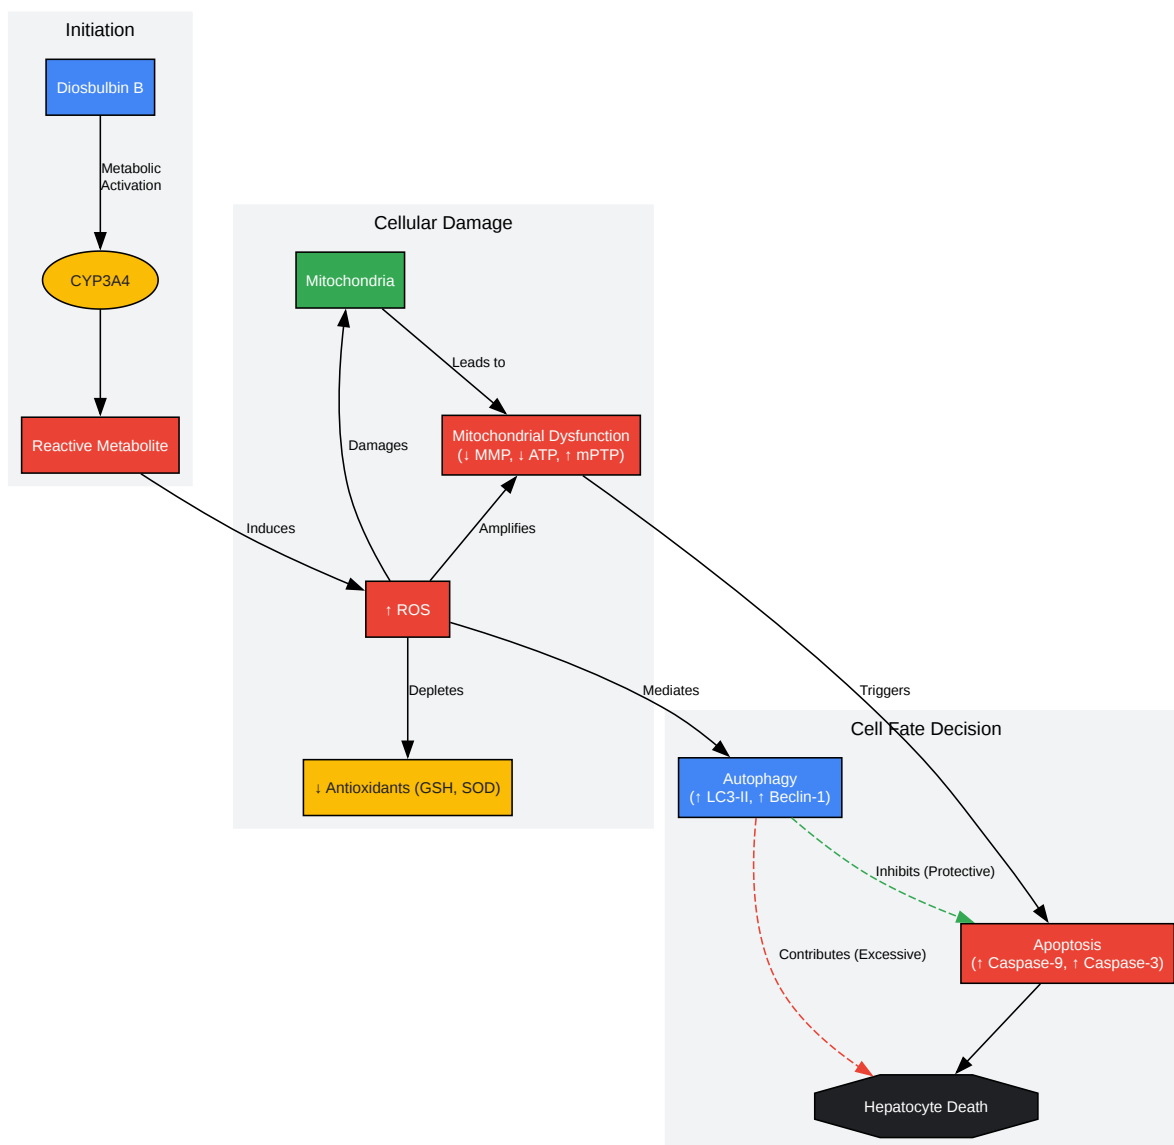 Initiation
Diosbulbin B
Metabolic
Activation
CYP3A4
Reactive Metabolite
Induces
Cellular Damage
Mitochondria
Leads to
Damages
Mitochondrial Dysfunction
(↓ MMP, ↓ ATP, ↑ mPTP)
Amplifies
↑ ROS
Depletes
Mediates
↓ Antioxidants (GSH, SOD)
Triggers
Cell Fate Decision
Autophagy
(↑ LC3-II, ↑ Beclin-1)
Inhibits (Protective)
Contributes (Excessive)
Apoptosis
(↑ Caspase-9, ↑ Caspase-3)
Hepatocyte Death